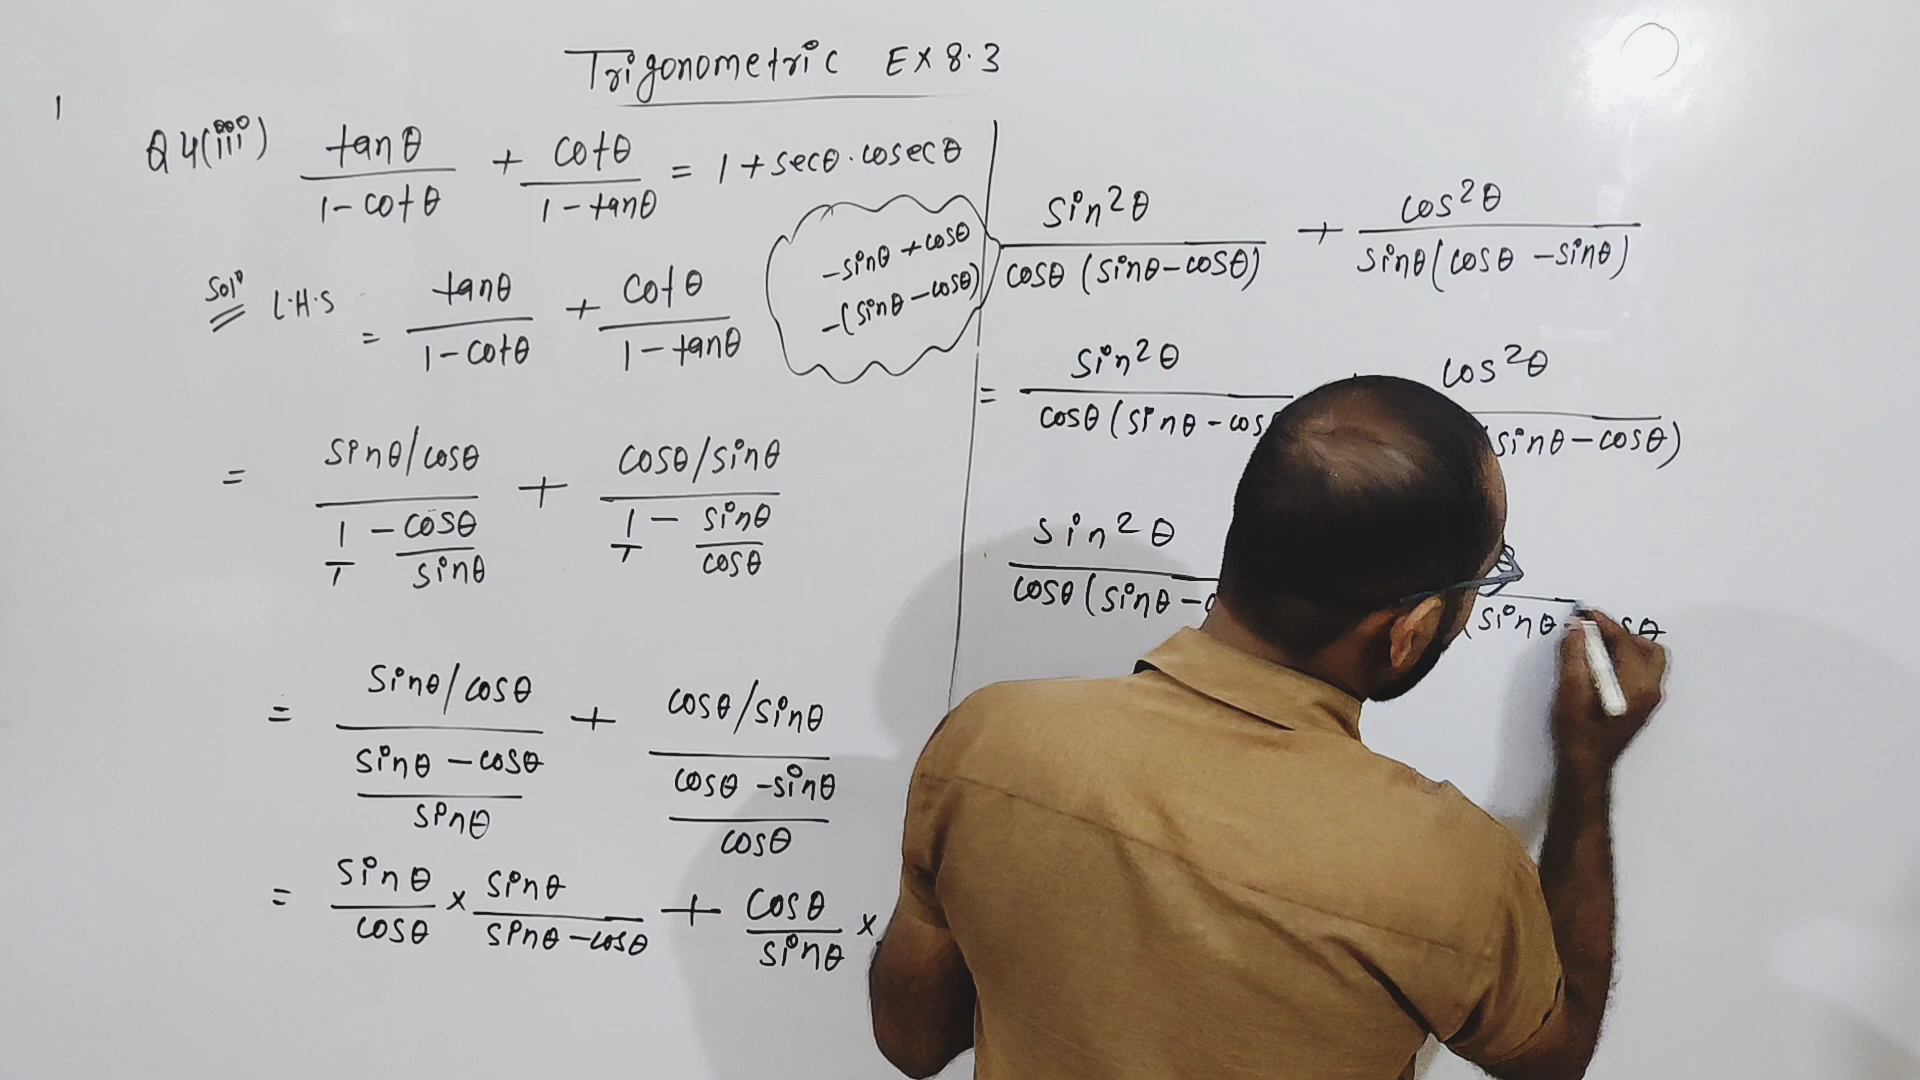 Trigonometric Ex 8.3
1
Q4(iii) tanθ/(1-cotθ) + cotθ/(1-tanθ) = 1+secθ.cosecθ
Solⁿ L.H.S = tanθ/(1-cotθ) + cotθ/(1-tanθ)
= (sinθ/cosθ)/(1/1 - cosθ/sinθ) + (cosθ/sinθ)/(1/1 - sinθ/cosθ)
= (sinθ/cosθ)/((sinθ-cosθ)/sinθ) + (cosθ/sinθ)/((cosθ-sinθ)/cosθ)
= sinθ/cosθ × sinθ/(sinθ-cosθ) + cosθ/sinθ ×
-sinθ+cosθ
-(sinθ-cosθ)
sin²θ/(cosθ(sinθ-cosθ)) + cos²θ/(sinθ(cosθ-sinθ))
= sin²θ/(cosθ(sinθ-cos cos²θ/(sinθ-cosθ)
sin²θ/(cosθ(sinθ- (sinθ